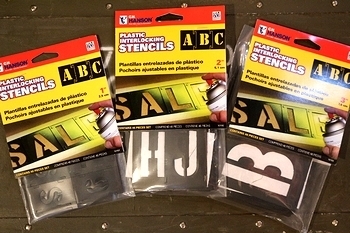 HANSON
PLASTIC
INTERLOCKING
STENCILS
ABC
Plantillas entrelazadas de plástico
Pochoirs ajustables en plastique
1"
SALE
HANSON
PLASTIC
INTERLOCKING
STENCILS
ABC
Plantillas entrelazadas de plástico
Pochoirs ajustables en plastique
2"
SALE
HJ
HANSON
PLASTIC
INTERLOCKING
STENCILS
ABC
Plantillas entrelazadas de plástico
Pochoirs ajustables en plastique
SALE
B